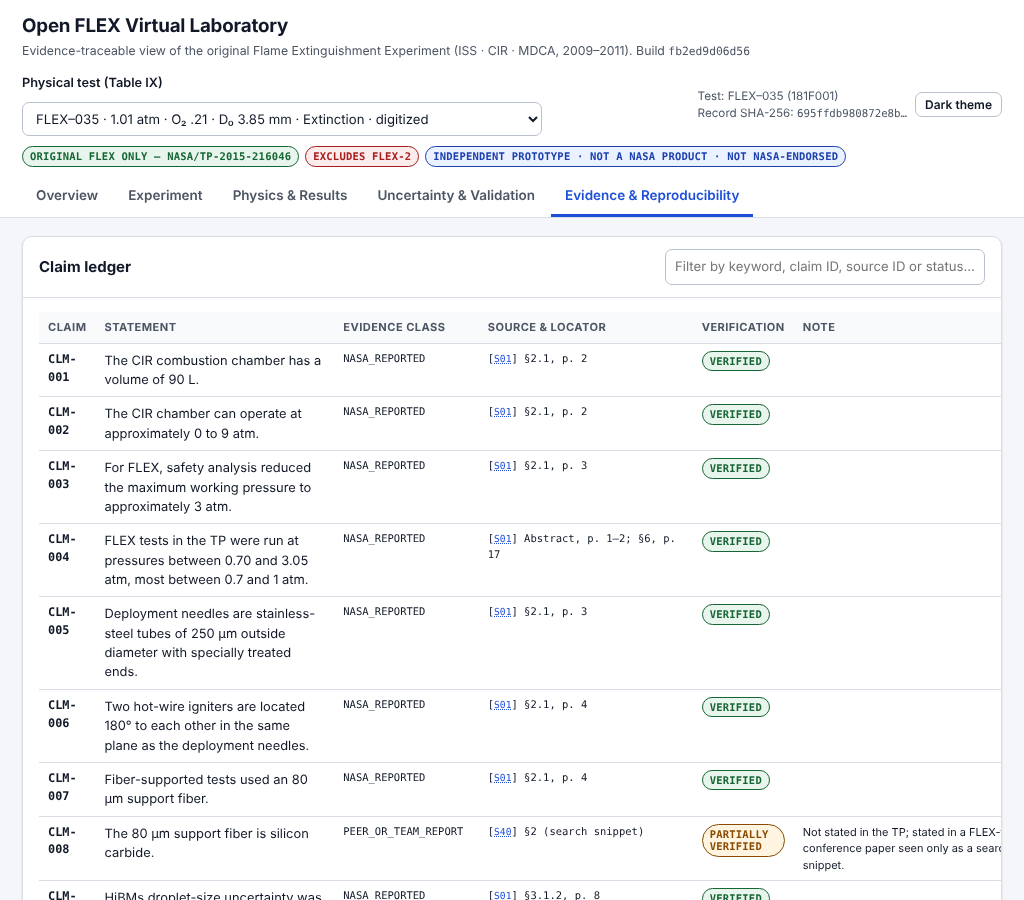 Open FLEX Virtual Laboratory
Evidence-traceable view of the original Flame Extinguishment Experiment (ISS · CIR · MDCA, 2009–2011). Build fb2ed9d06d56
Physical test (Table IX)
FLEX–035 · 1.01 atm · O₂ .21 · D₀ 3.85 mm · Extinction · digitized
Test: FLEX–035 (181F001)
Record SHA-256: 695ffdb980872e8b…
Dark theme
ORIGINAL FLEX ONLY — NASA/TP-2015-216046
EXCLUDES FLEX-2
INDEPENDENT PROTOTYPE · NOT A NASA PRODUCT · NOT NASA-ENDORSED
Overview
Experiment
Physics & Results
Uncertainty & Validation
Evidence & Reproducibility
Claim ledger
Filter by keyword, claim ID, source ID or status…
CLAIM STATEMENT EVIDENCE CLASS SOURCE & LOCATOR VERIFICATION NOTE
CLM-
001
The CIR combustion chamber has a
volume of 90 L.
NASA_REPORTED
[S01] §2.1, p. 2
VERIFIED
CLM-
002
The CIR chamber can operate at
approximately 0 to 9 atm.
NASA_REPORTED
[S01] §2.1, p. 2
VERIFIED
CLM-
003
For FLEX, safety analysis reduced
the maximum working pressure to
approximately 3 atm.
NASA_REPORTED
[S01] §2.1, p. 3
VERIFIED
CLM-
004
FLEX tests in the TP were run at
pressures between 0.70 and 3.05
atm, most between 0.7 and 1 atm.
NASA_REPORTED
[S01] Abstract, p. 1–2; §6, p.
17
VERIFIED
CLM-
005
Deployment needles are stainless-
steel tubes of 250 µm outside
diameter with specially treated
ends.
NASA_REPORTED
[S01] §2.1, p. 3
VERIFIED
CLM-
006
Two hot-wire igniters are located
180° to each other in the same
plane as the deployment needles.
NASA_REPORTED
[S01] §2.1, p. 4
VERIFIED
CLM-
007
Fiber-supported tests used an 80
µm support fiber.
NASA_REPORTED
[S01] §2.1, p. 4
VERIFIED
CLM-
008
The 80 µm support fiber is silicon
carbide.
PEER_OR_TEAM_REPORT
[S40] §2 (search snippet)
PARTIALLY
VERIFIED
Not stated in the TP; stated in a FLEX-
conference paper seen only as a
snippet.
HiBMs droplet-size uncertainty was
NASA_REPORTED
[S01] §3.1.2, p. 8
VERIFIED